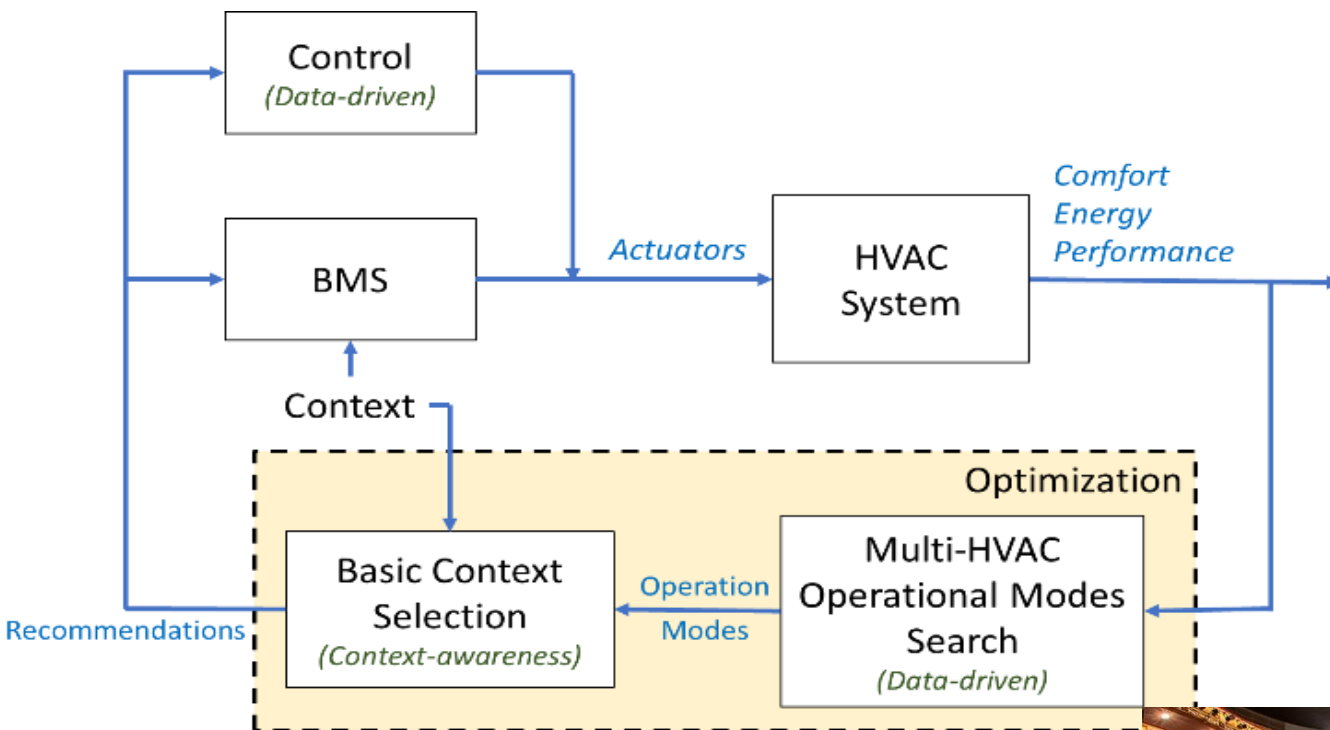 Control
(Data-driven)
Comfort
Energy
Performance
BMS
Actuators
HVAC
System
Context
Optimization
Basic Context
Selection
(Context-awareness)
Operation
Modes
Multi-HVAC
Operational Modes
Search
(Data-driven)
Recommendations